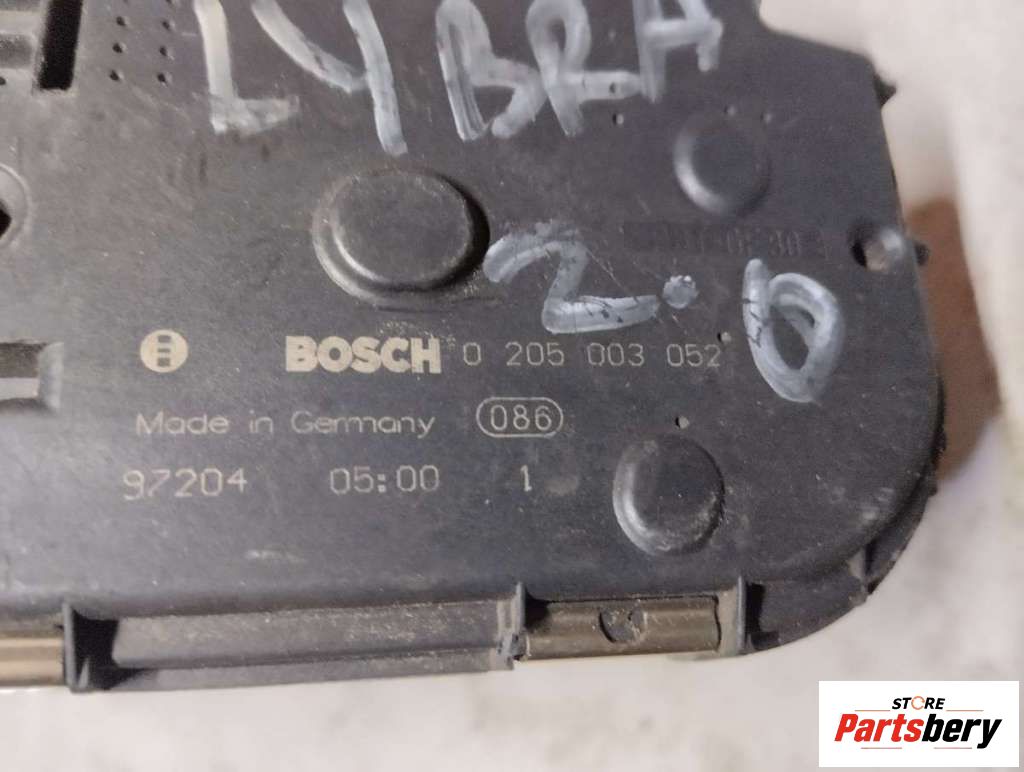 LYBRA
2.0
BOSCH 0 205 003 052
Made in Germany 086
97204 05:00 1
STORE
Partsbery